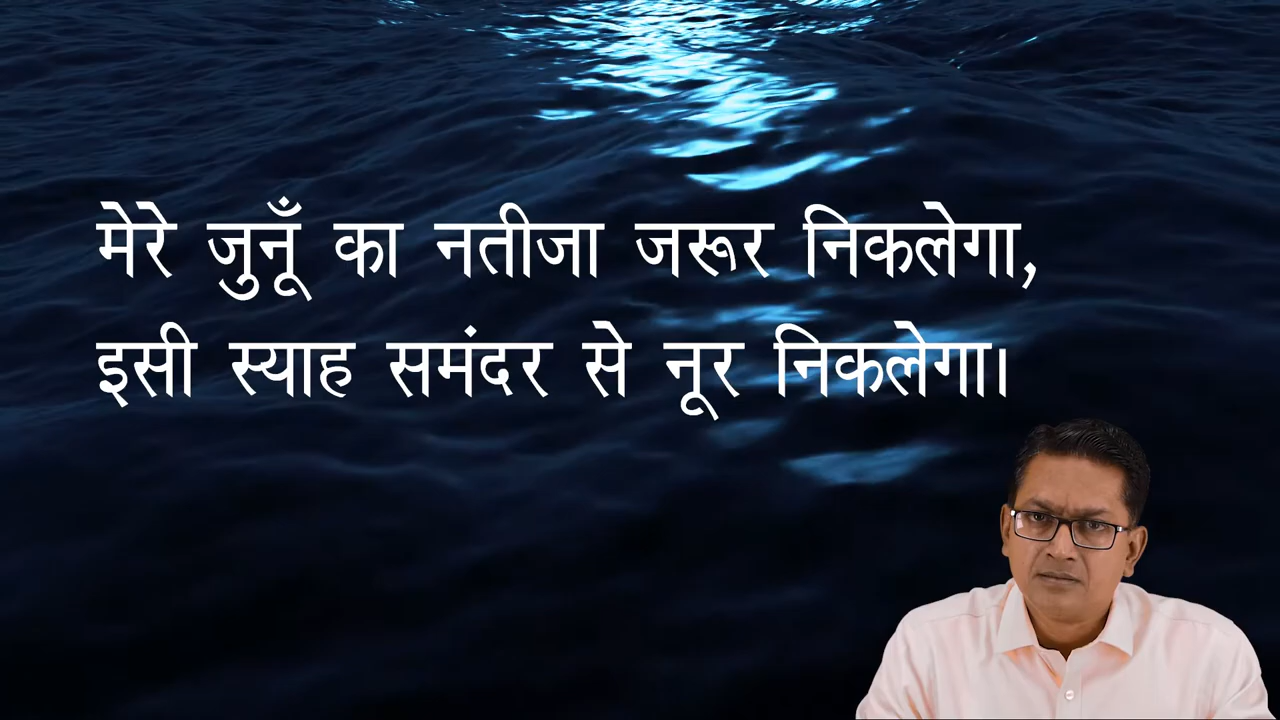 मेरे जुनूँ का नतीजा जरूर निकलेगा,
इसी स्याह समंदर से नूर निकलेगा।